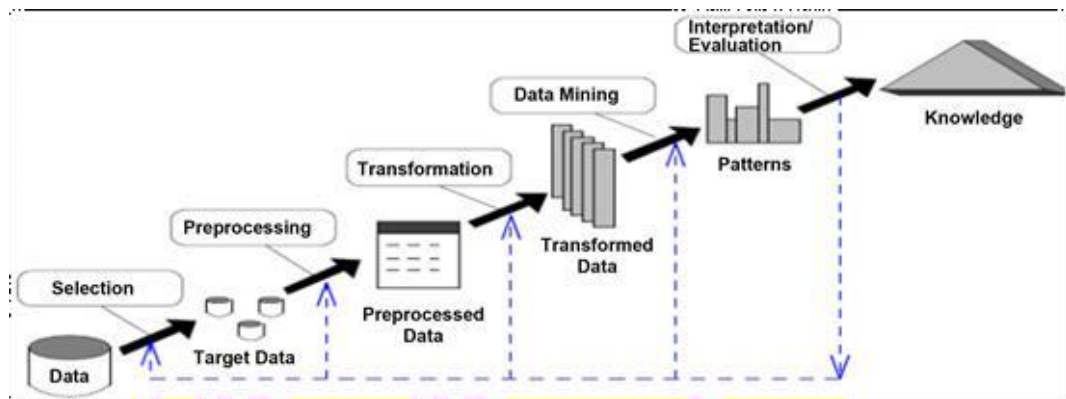 Interpretation/
Evaluation
Knowledge
Data Mining
Patterns
Transformation
Transformed
Data
Preprocessing
Preprocessed
Data
Selection
Target Data
Data